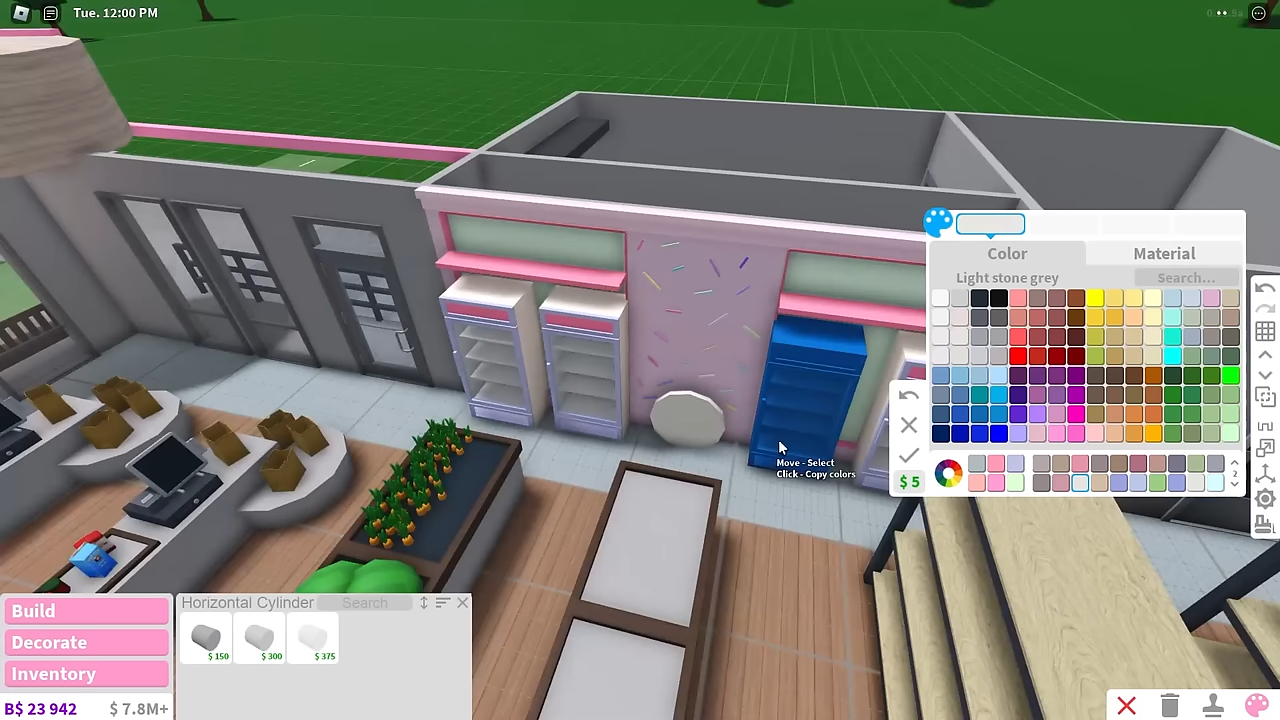 Tue. 12:00 PM
Color
Material
Light stone grey
Search...
Move - Select
Click - Copy colors
$ 5
2
Build
Decorate
Inventory
B$ 23 942
$ 7.8M+
Horizontal Cylinder
Search
$ 150
$ 300
$ 375